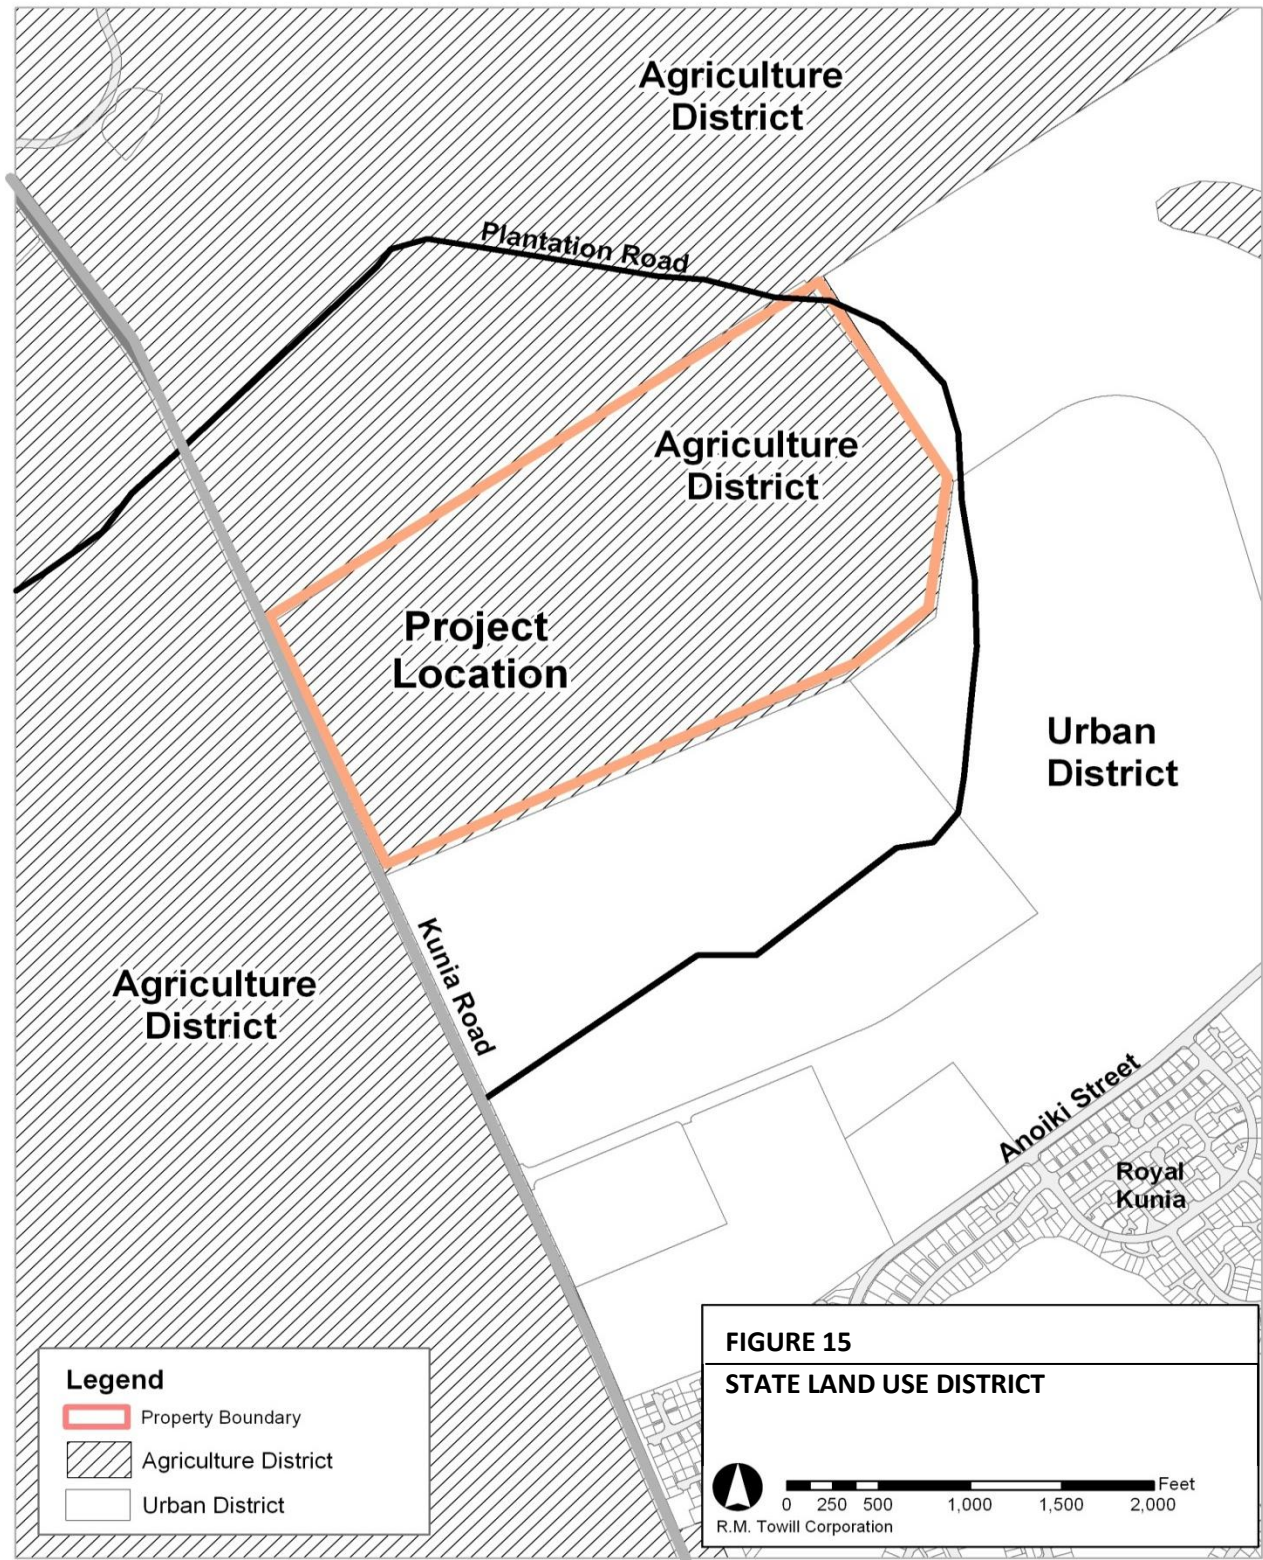 Agriculture
District
Plantation Road
Agriculture
District
Project
Location
Urban
District
Kunia Road
Agriculture
District
Anoiki Street
Royal
Kunia
Legend
Property Boundary
Agriculture District
Urban District
FIGURE 15
STATE LAND USE DISTRICT
Feet
0 250 500 1,000 1,500 2,000
R.M. Towill Corporation